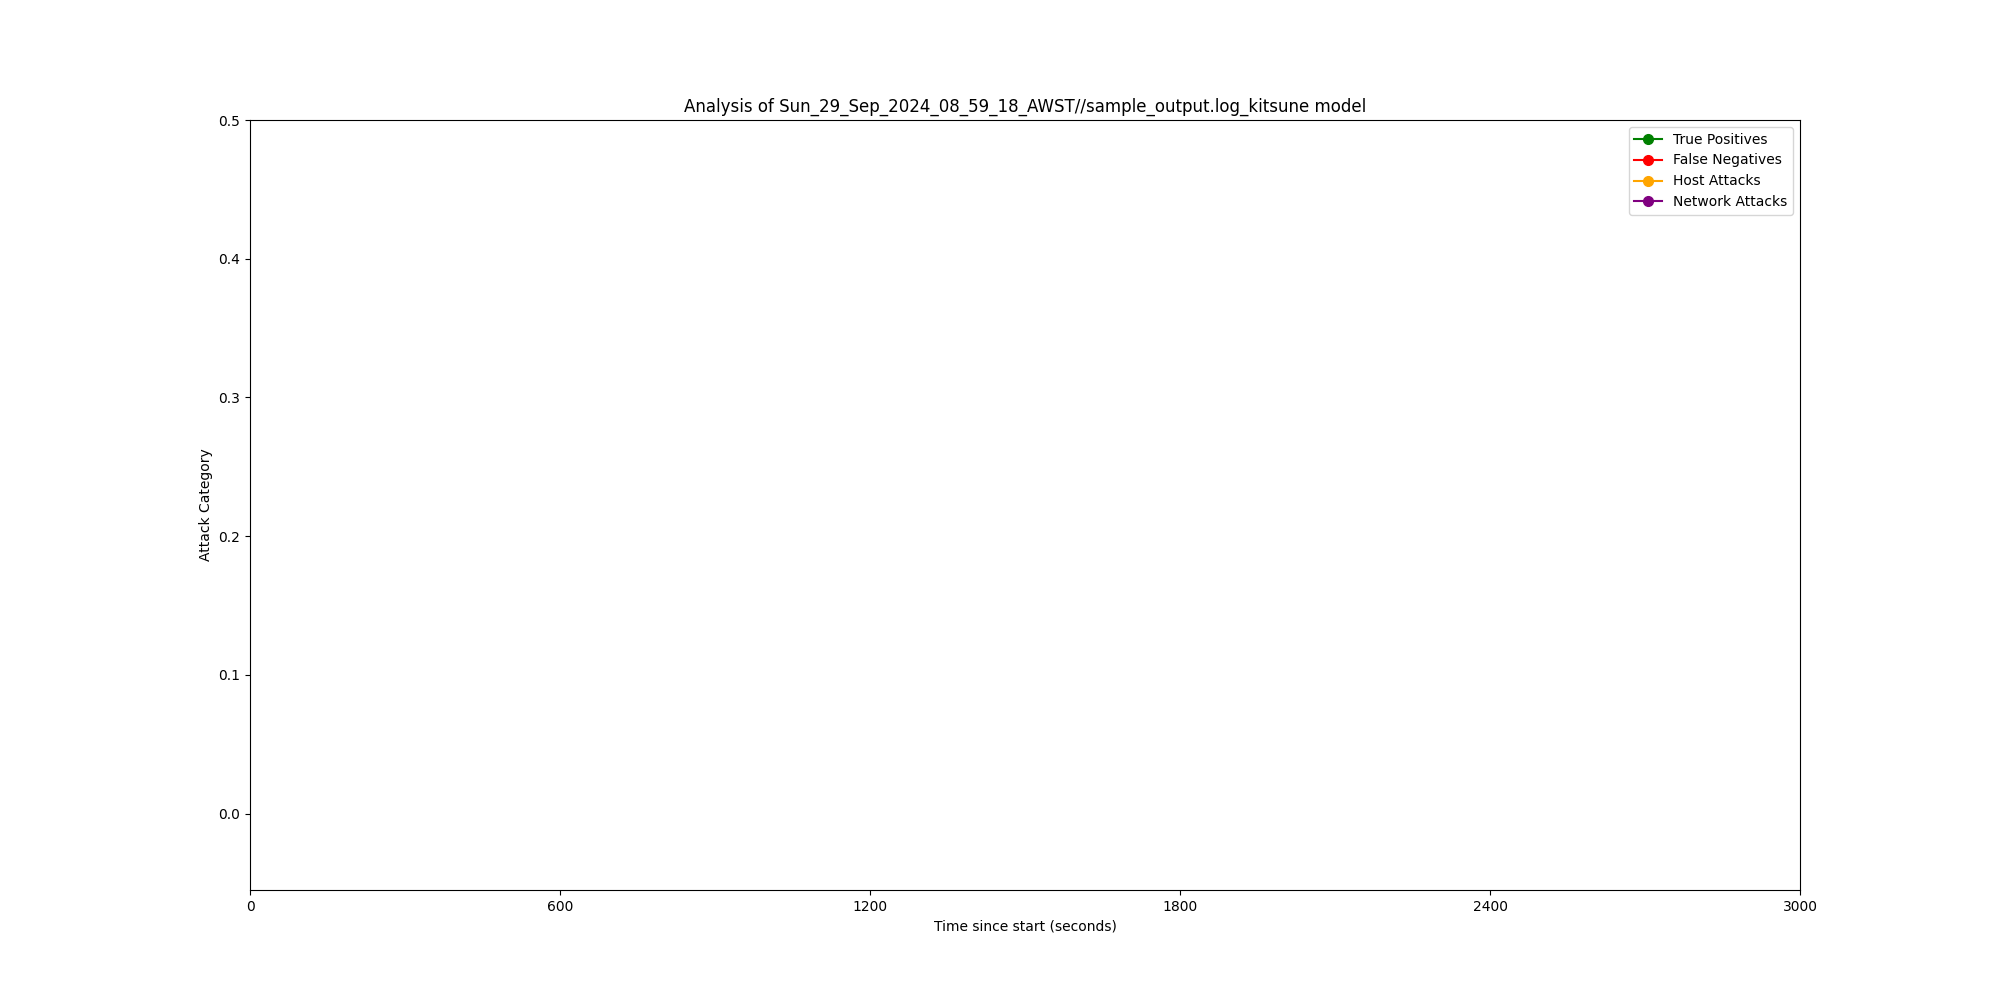 Analysis of Sun_29_Sep_2024_08_59_18_AWST//sample_output.log_kitsune model
True Positives
False Negatives
Host Attacks
Network Attacks
0.5
0.4
0.3
0.2
0.1
0.0
Attack Category
0 600 1200 1800 2400 3000
Time since start (seconds)